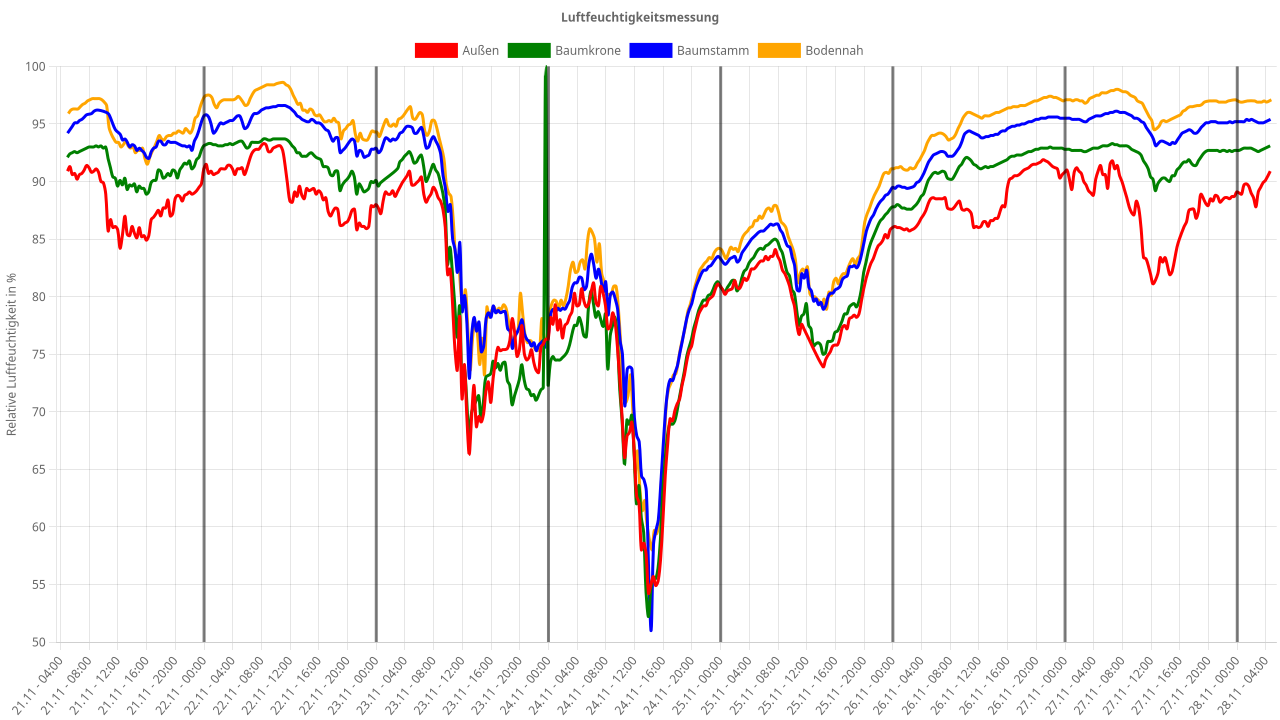 Luftfeuchtigkeitsmessung
Außen Baumkrone Baumstamm Bodennah
Relative Luftfeuchtigkeit in %
100
95
90
85
80
75
70
65
60
55
50
21.11 - 04:00
21.11 - 08:00
21.11 - 12:00
21.11 - 16:00
21.11 - 20:00
22.11 - 00:00
22.11 - 04:00
22.11 - 08:00
22.11 - 12:00
22.11 - 16:00
22.11 - 20:00
23.11 - 00:00
23.11 - 04:00
23.11 - 08:00
23.11 - 12:00
23.11 - 16:00
23.11 - 20:00
24.11 - 00:00
24.11 - 04:00
24.11 - 08:00
24.11 - 12:00
24.11 - 16:00
24.11 - 20:00
25.11 - 00:00
25.11 - 04:00
25.11 - 08:00
25.11 - 12:00
25.11 - 16:00
25.11 - 20:00
26.11 - 00:00
26.11 - 04:00
26.11 - 08:00
26.11 - 12:00
26.11 - 16:00
26.11 - 20:00
27.11 - 00:00
27.11 - 04:00
27.11 - 08:00
27.11 - 12:00
27.11 - 16:00
27.11 - 20:00
28.11 - 00:00
28.11 - 04:00